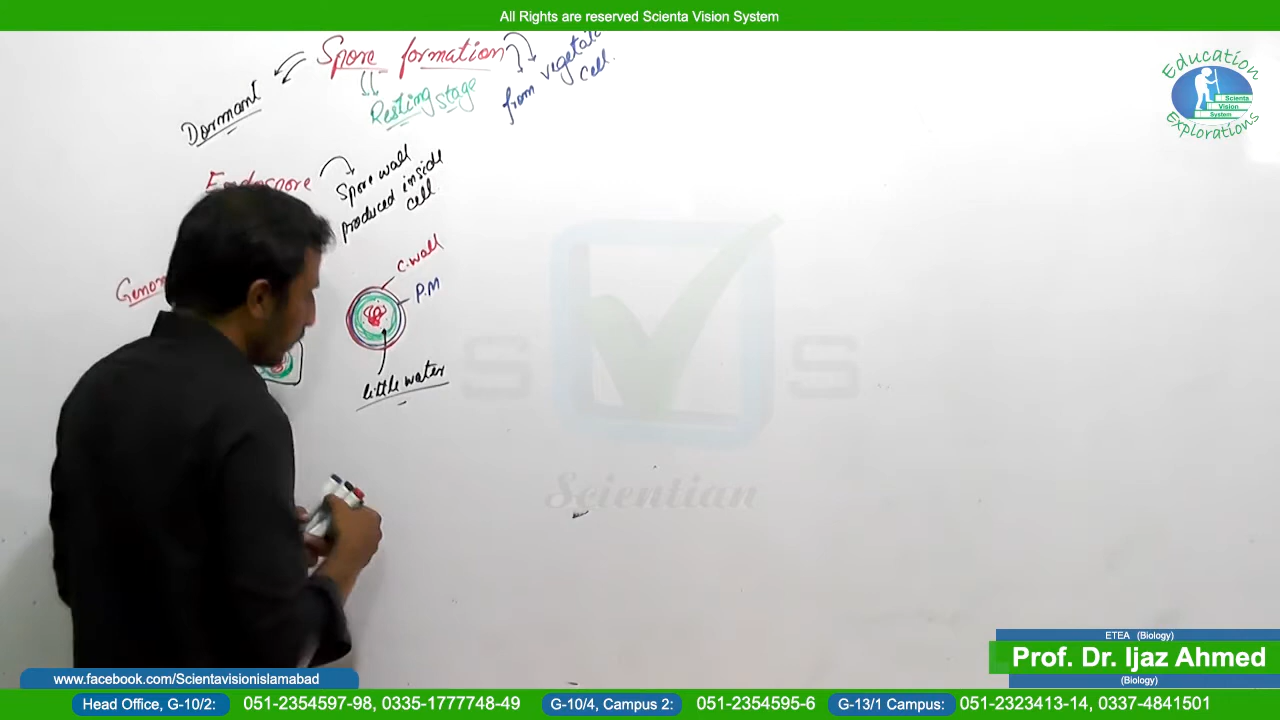 All Rights are reserved Scienta Vision System
Spore formation
from vegetati
cell.
Dormant
Resting stage
Education
Scienta
Vision
System
Explorations
Endospore
Spore wall
produced inside
cell
Genom
C.wall
P.M
little water
S S
Scientian
ETEA (Biology)
Prof. Dr. Ijaz Ahmed
(Biology)
www.facebook.com/Scientavisionislamabad
Head Office, G-10/2: 051-2354597-98, 0335-1777748-49 G-10/4, Campus 2: 051-2354595-6 G-13/1 Campus: 051-2323413-14, 0337-4841501